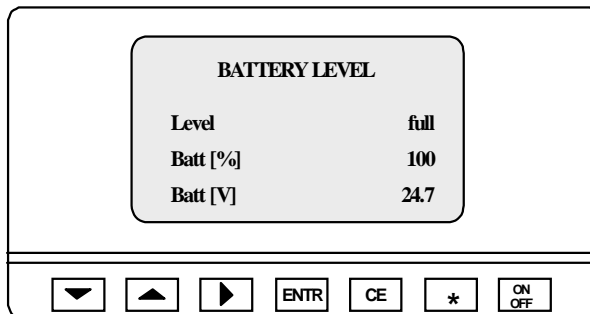 BATTERY LEVEL
Level full
Batt [%] 100
Batt [V] 24.7
ENTR CE * ON OFF